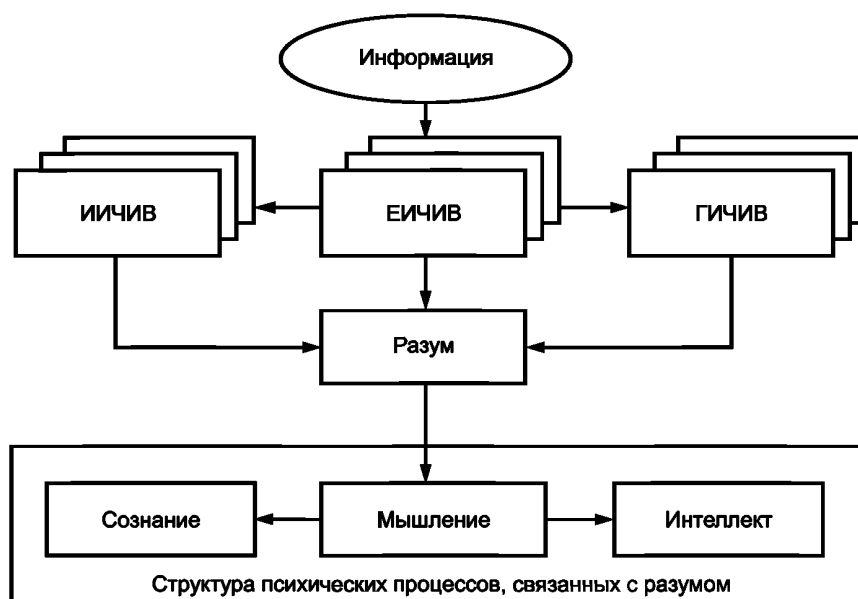 Информация
ИИЧИВ
ЕИЧИВ
ГИЧИВ
Разум
Сознание
Мышление
Интеллект
Структура психических процессов, связанных с разумом